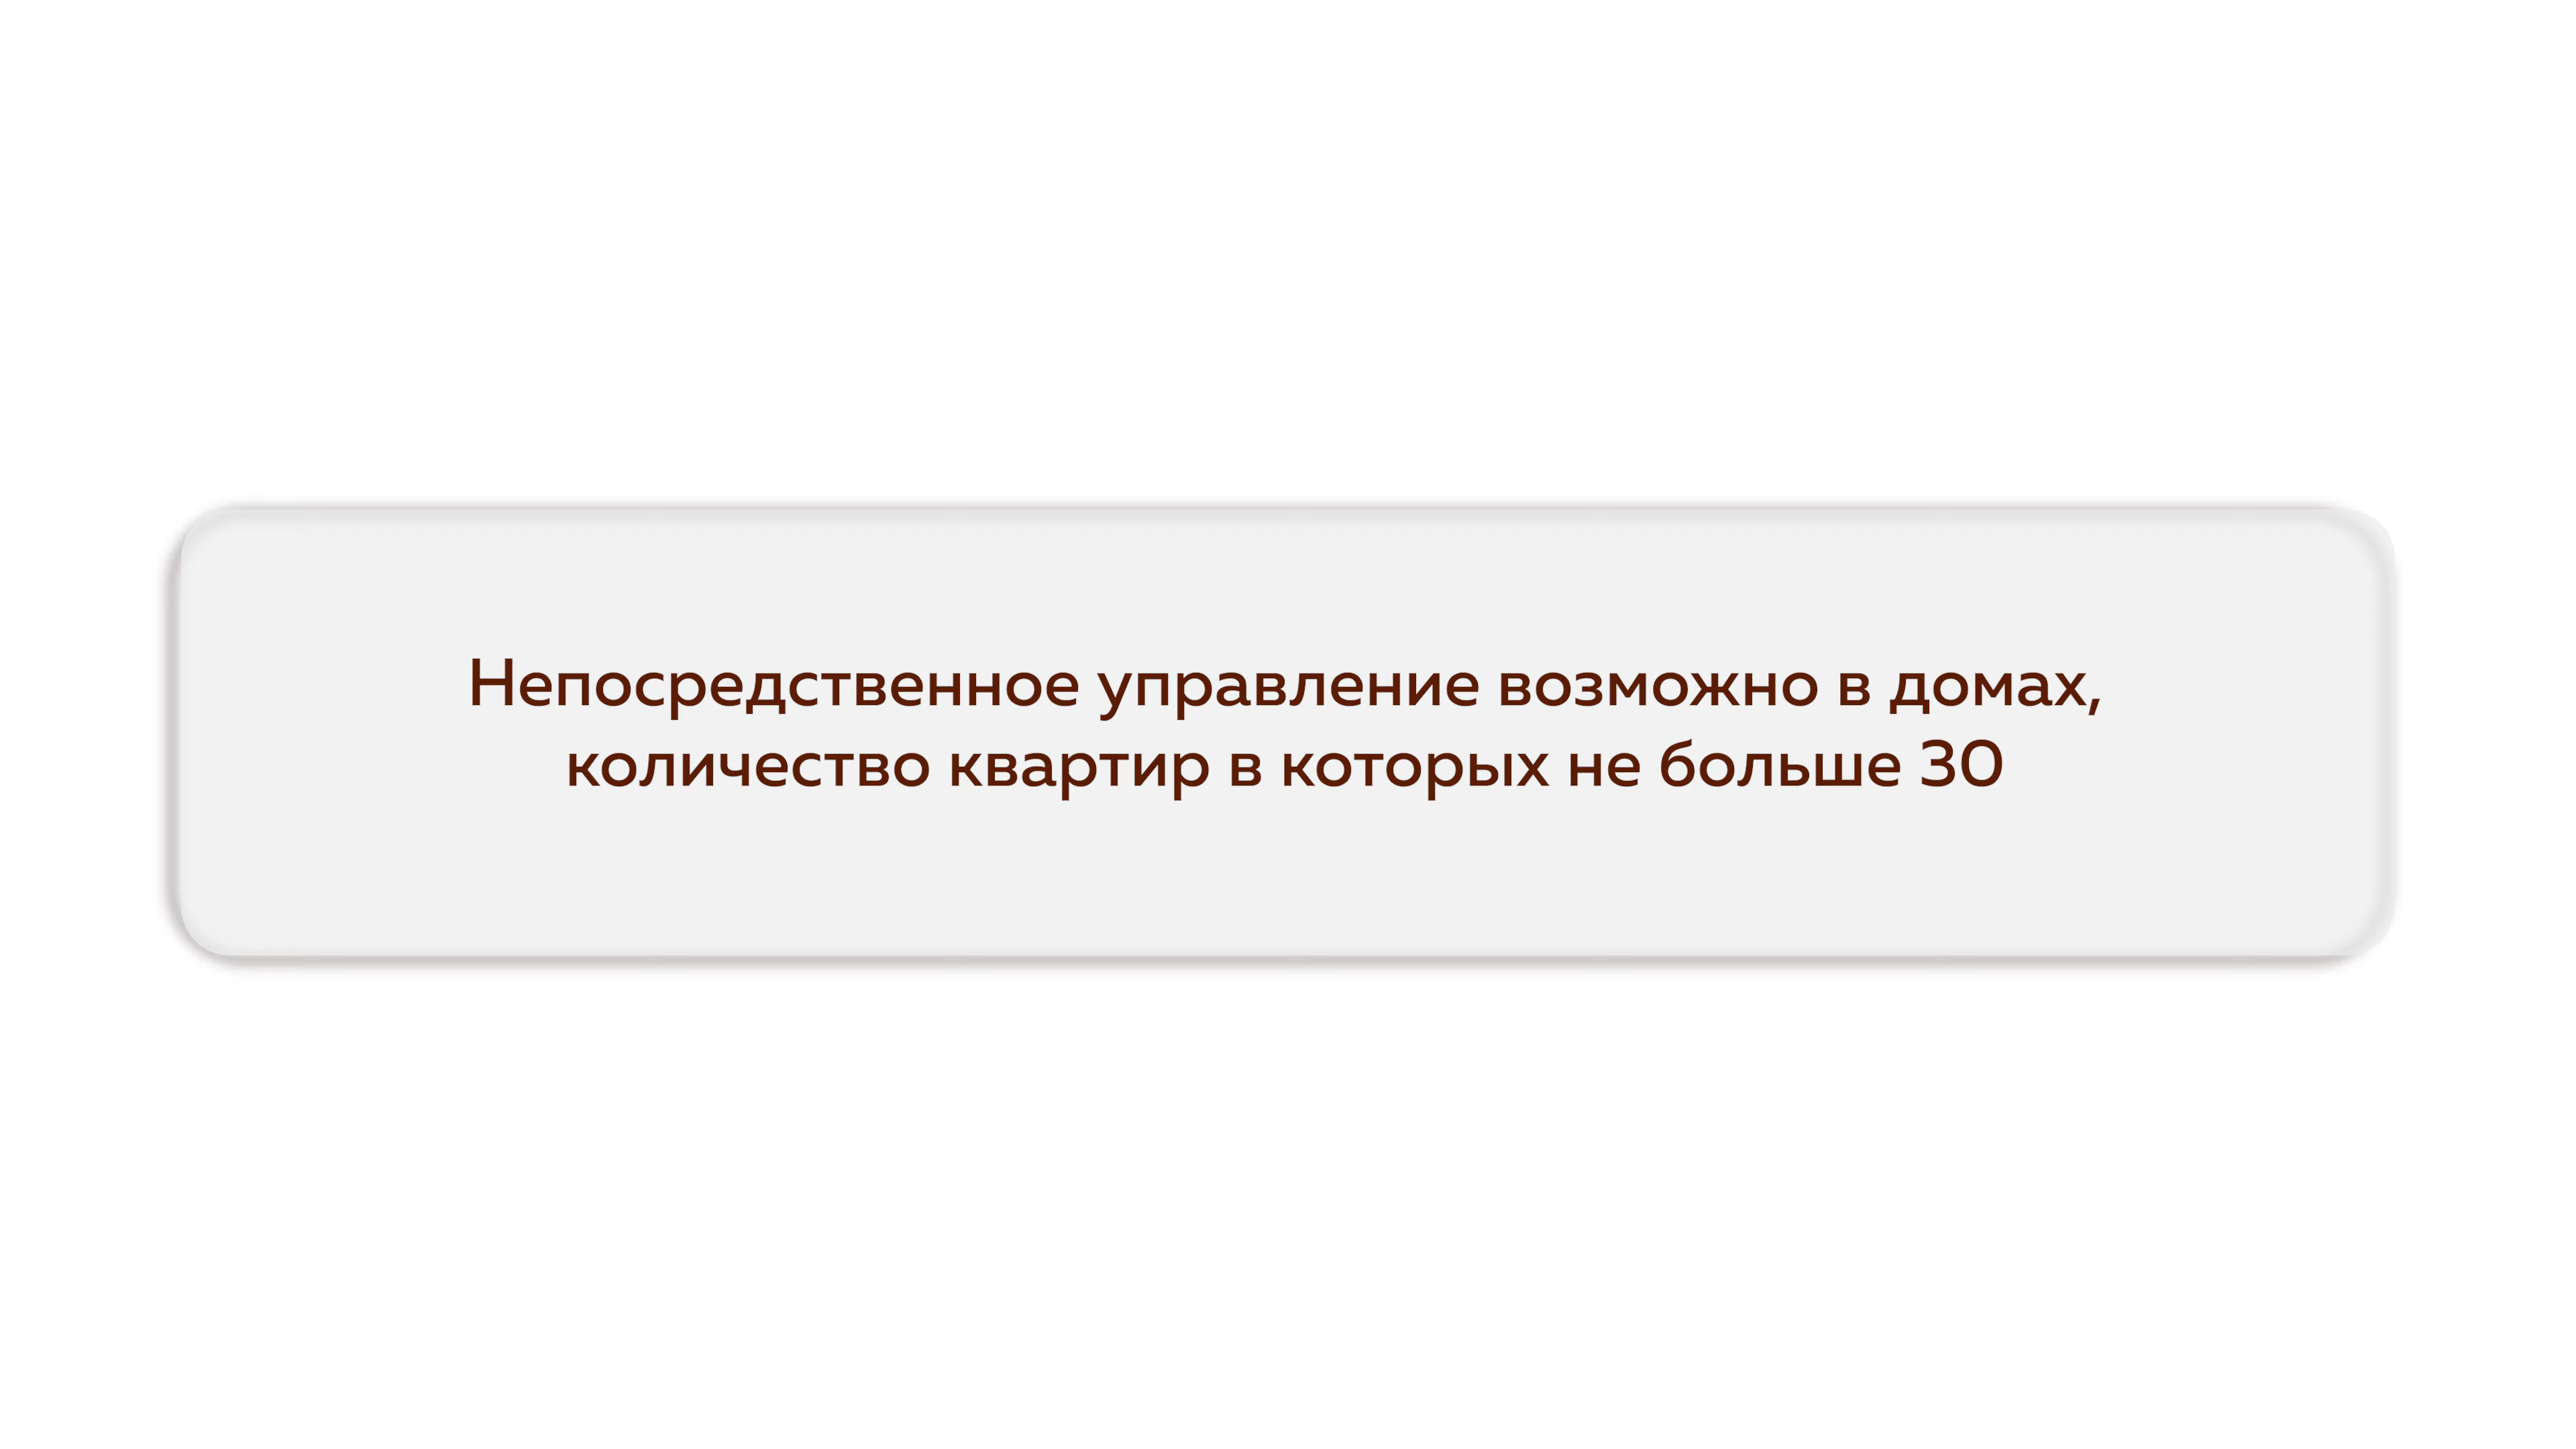 Непосредственное управление возможно в домах,
количество квартир в которых не больше 30